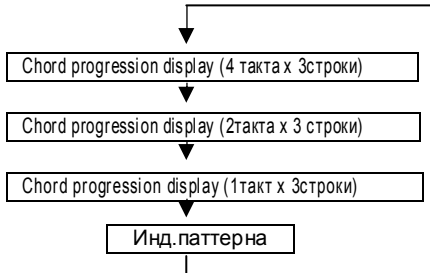 Chord progression display (4 такта x 3строки)
Chord progression display (2такта x 3 строки)
Chord progression display (1такт x 3строки)
Инд.паттерна